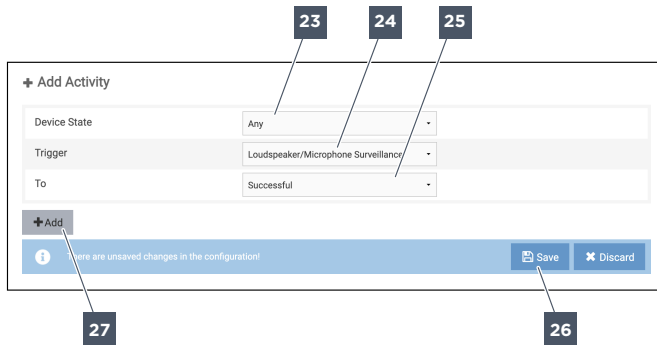 23 24 25
+ Add Activity
Device State Any
Trigger Loudspeaker/Microphone Surveillance
To Successful
+Add
There are unsaved changes in the configuration! Save Discard
27 26